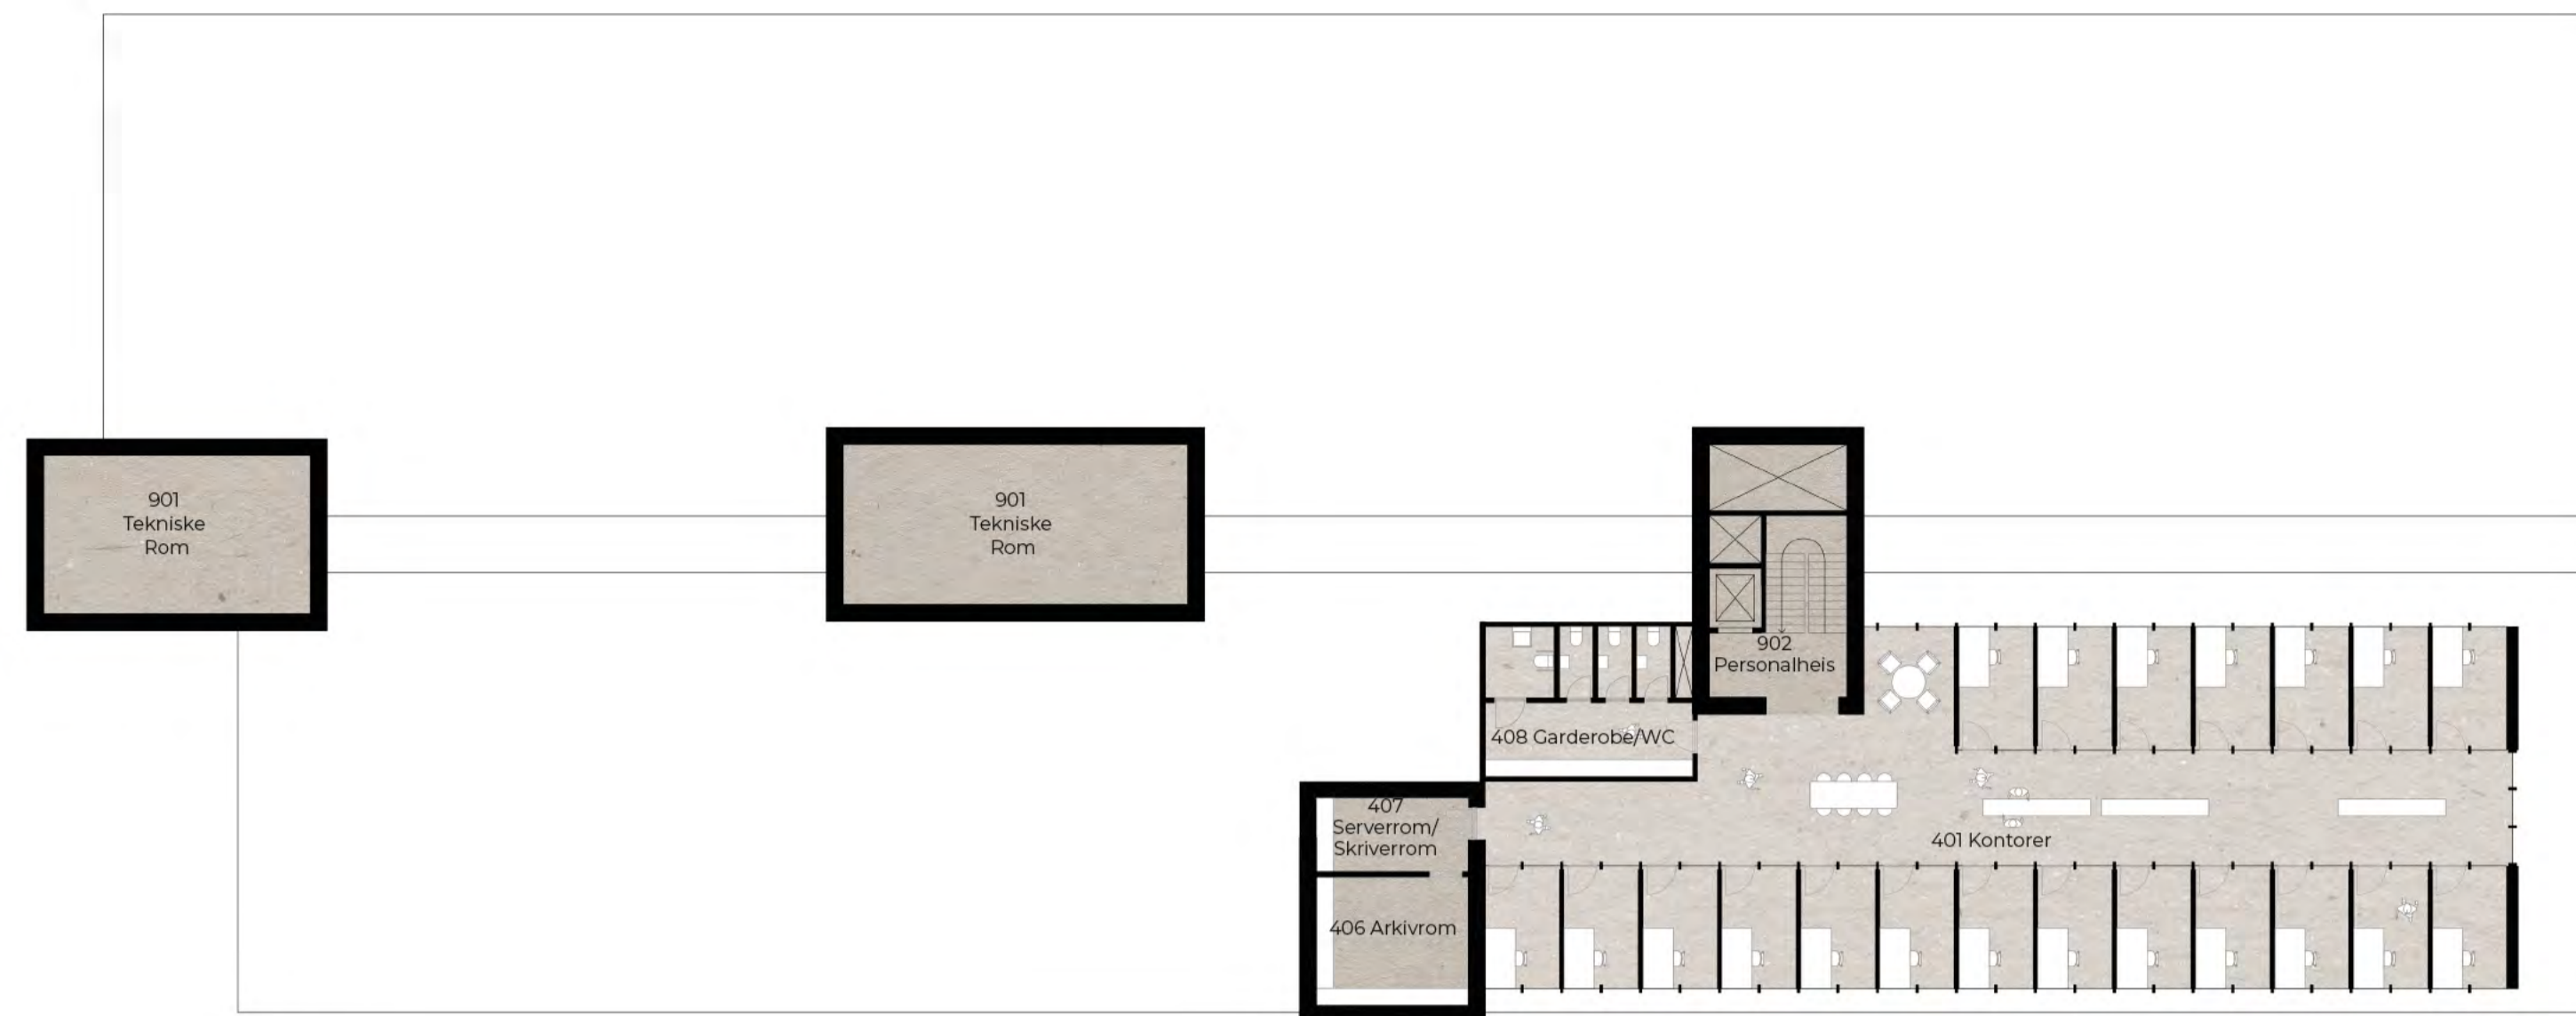 901
Tekniske
Rom
901
Tekniske
Rom
902
Personalheis
408 Garderobe/WC
407
Serverrom/
Skriverrom
401 Kontorer
406 Arkivrom